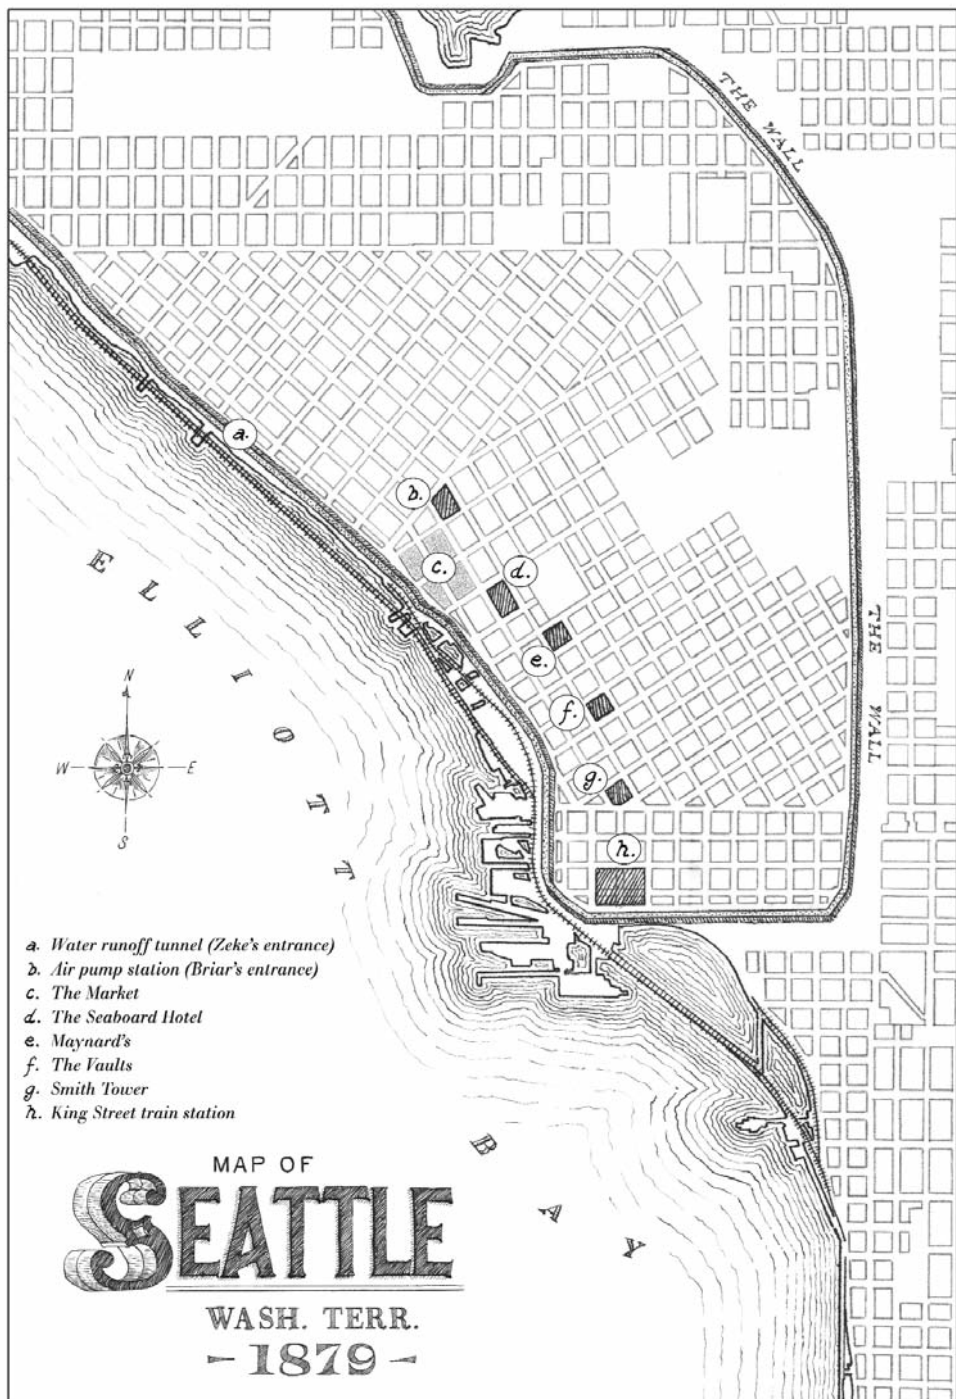 THE WALL
a.
b.
c.
d.
e.
f.
g.
h.
THE WALL
ELLIOTT
BAY
N
W E
S
a. Water runoff tunnel (Zeke's entrance)
b. Air pump station (Briar's entrance)
c. The Market
d. The Seaboard Hotel
e. Maynard's
f. The Vaults
g. Smith Tower
h. King Street train station
MAP OF
SEATTLE
WASH. TERR.
- 1879 -